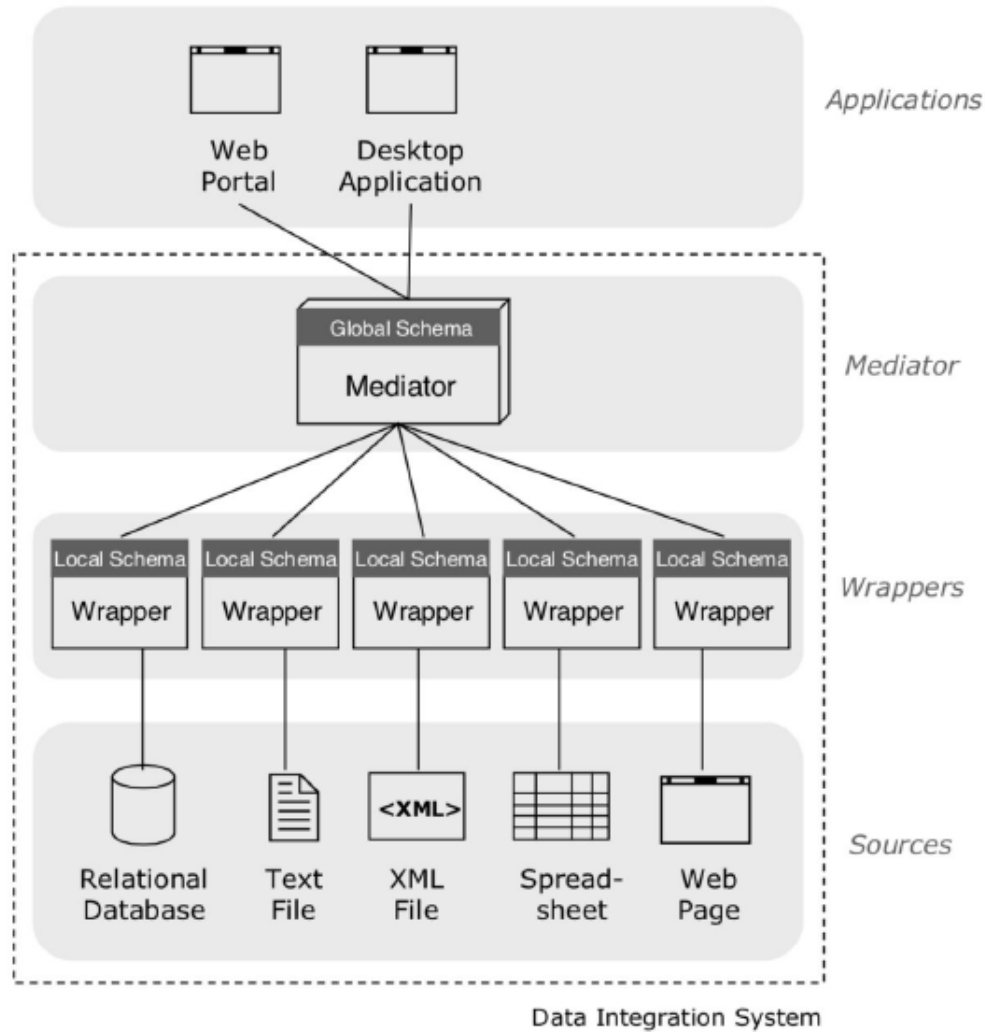 Applications
Web
Portal
Desktop
Application
Global Schema
Mediator
Mediator
Local Schema
Wrapper
Local Schema
Wrapper
Local Schema
Wrapper
Local Schema
Wrapper
Local Schema
Wrapper
Wrappers
<XML>
Relational
Database
Text
File
XML
File
Spread-
sheet
Web
Page
Sources
Data Integration System